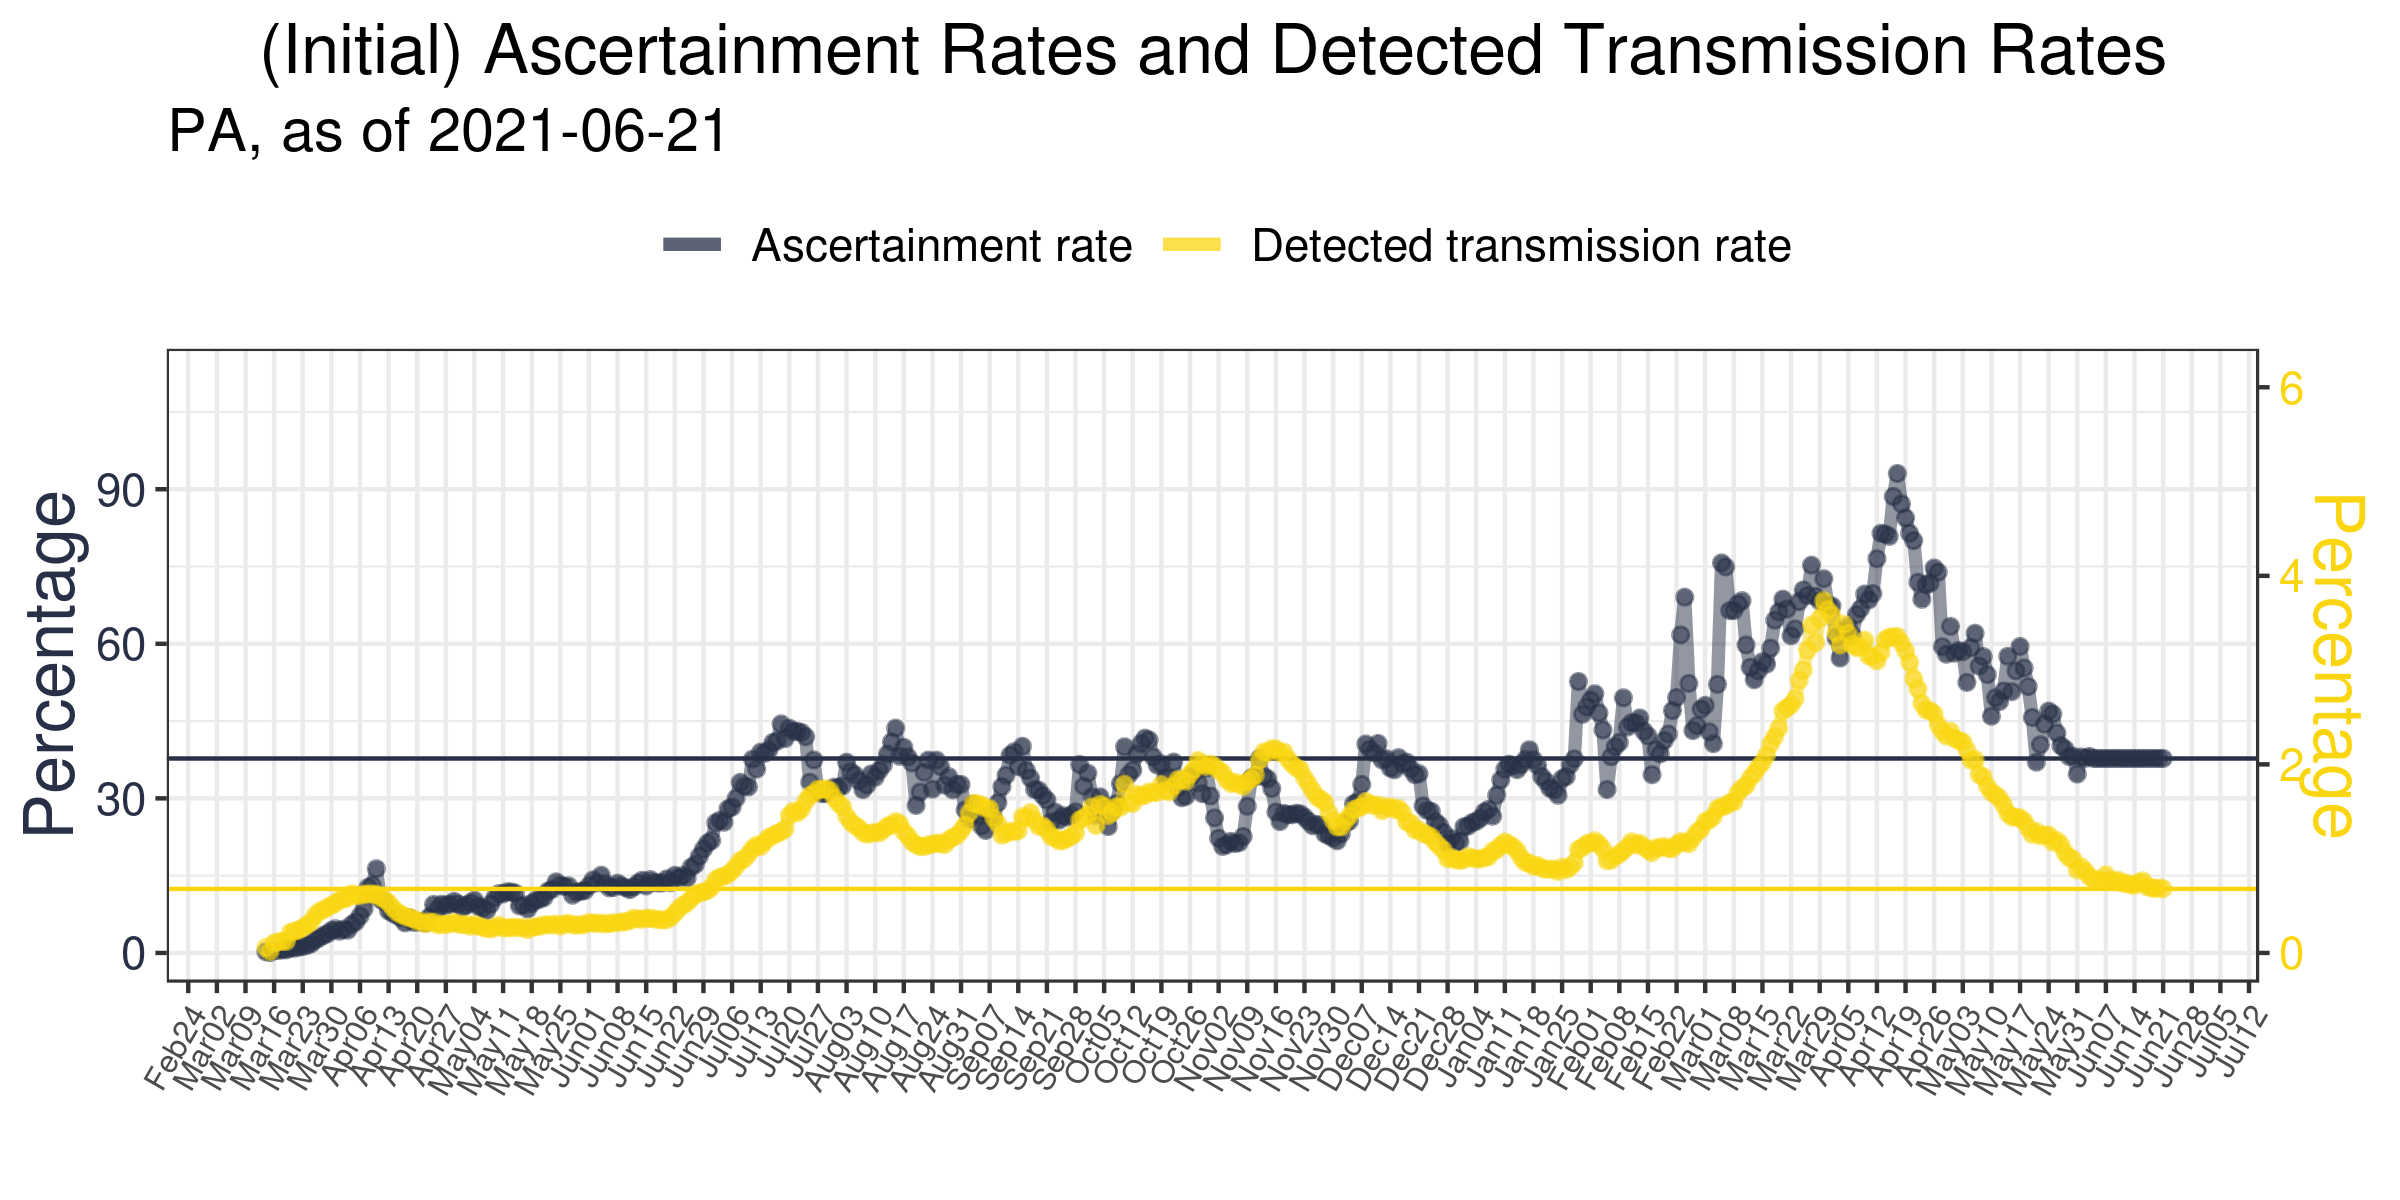 (Initial) Ascertainment Rates and Detected Transmission Rates
PA, as of 2021-06-21
Ascertainment rate
Detected transmission rate
Percentage
90
60
30
0
6
4
2
0
Percentage
Feb24
Mar02
Mar09
Mar16
Mar23
Mar30
Apr06
Apr13
Apr20
Apr27
May04
May11
May18
May25
Jun01
Jun08
Jun15
Jun22
Jun29
Jul06
Jul13
Jul20
Jul27
Aug03
Aug10
Aug17
Aug24
Aug31
Sep07
Sep14
Sep21
Sep28
Oct05
Oct12
Oct19
Oct26
Nov02
Nov09
Nov16
Nov23
Nov30
Dec07
Dec14
Dec21
Dec28
Jan04
Jan11
Jan18
Jan25
Feb01
Feb08
Feb15
Feb22
Mar01
Mar08
Mar15
Mar22
Mar29
Apr05
Apr12
Apr19
Apr26
May03
May10
May17
May24
May31
Jun07
Jun14
Jun21
Jun28
Jul05
Jul12